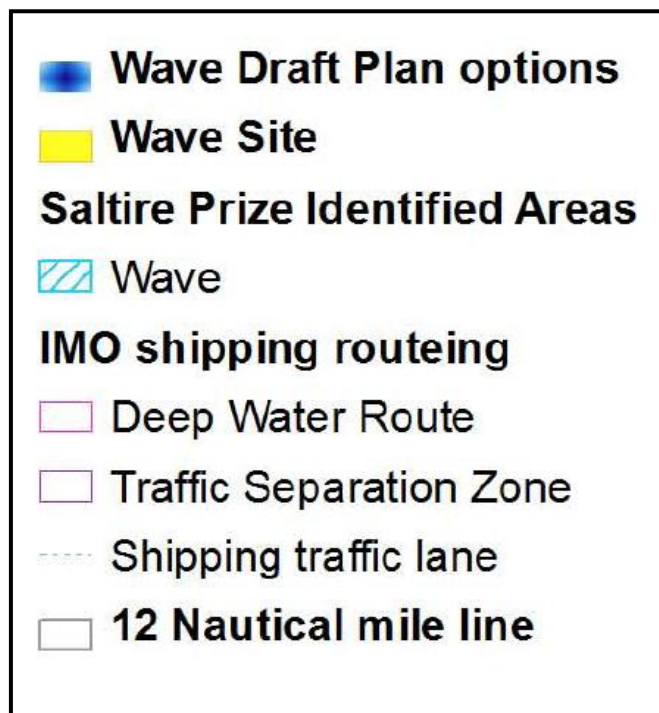 Wave Draft Plan options
Wave Site
Saltire Prize Identified Areas
Wave
IMO shipping routeing
Deep Water Route
Traffic Separation Zone
Shipping traffic lane
12 Nautical mile line